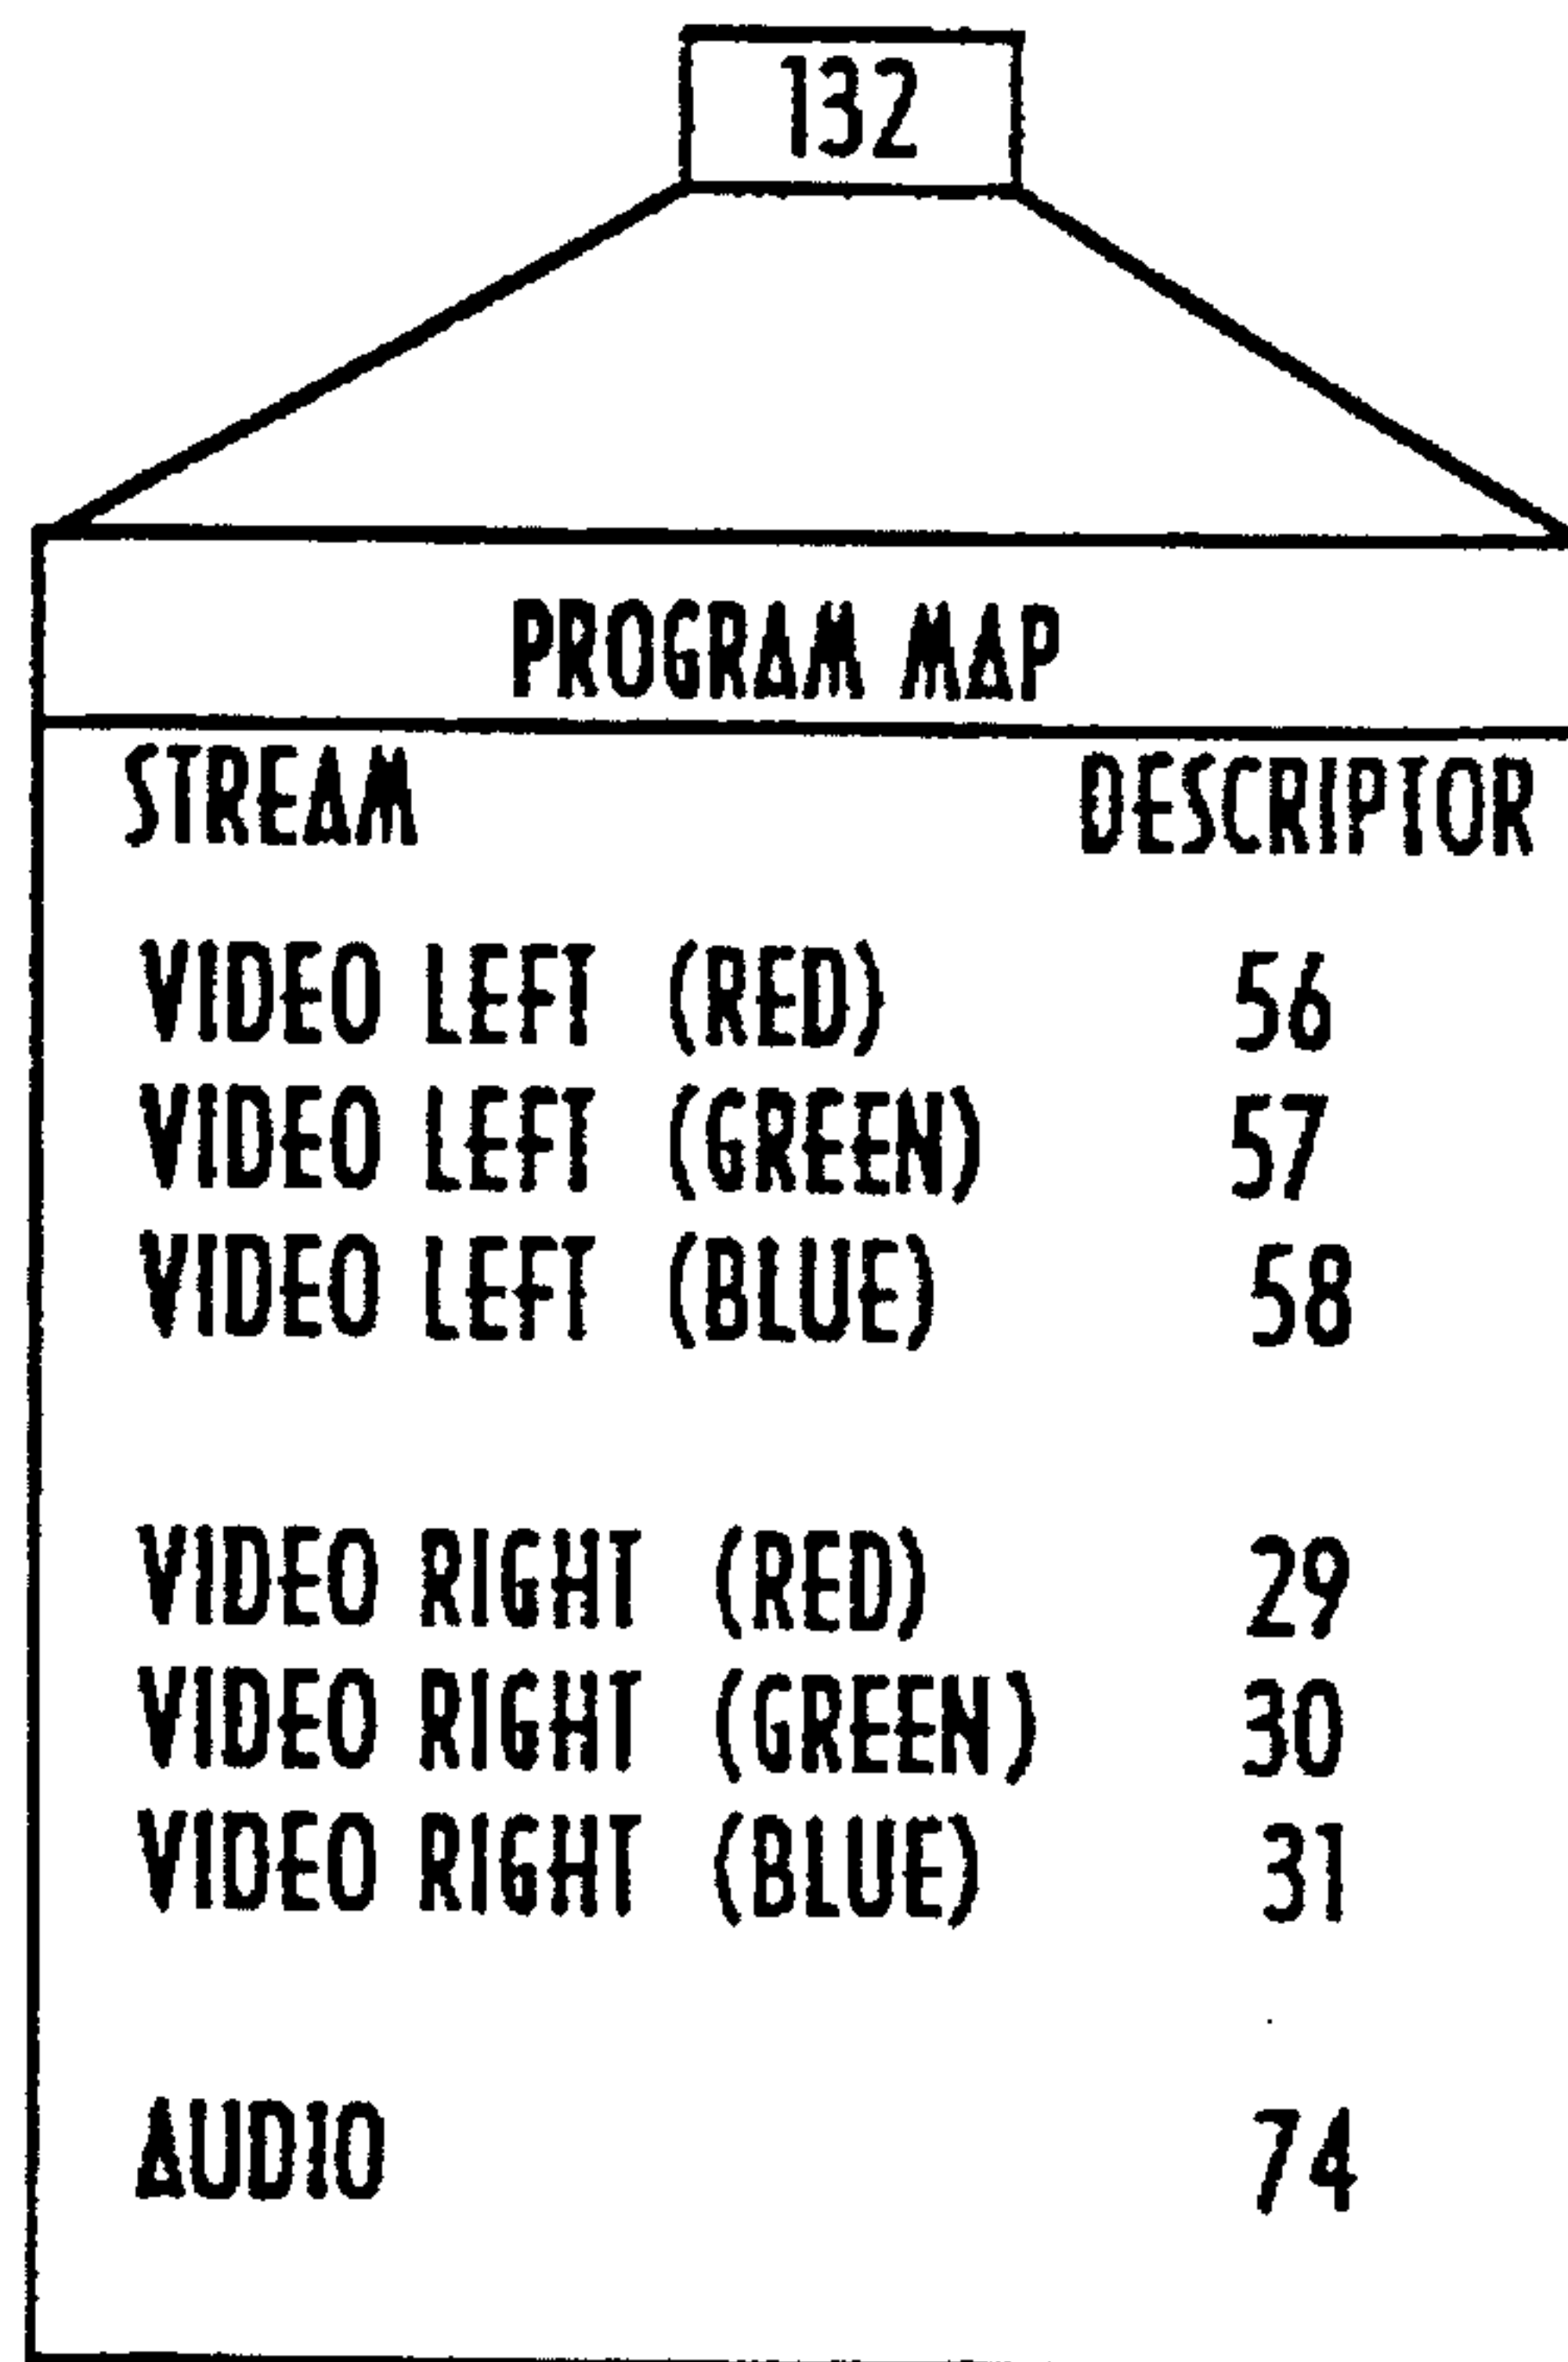 132
PROGRAM MAP
STREAM DESCRIPTOR
VIDEO LEFT (RED) 56
VIDEO LEFT (GREEN) 57
VIDEO LEFT (BLUE) 58
VIDEO RIGHT (RED) 29
VIDEO RIGHT (GREEN) 30
VIDEO RIGHT (BLUE) 31
AUDIO 74